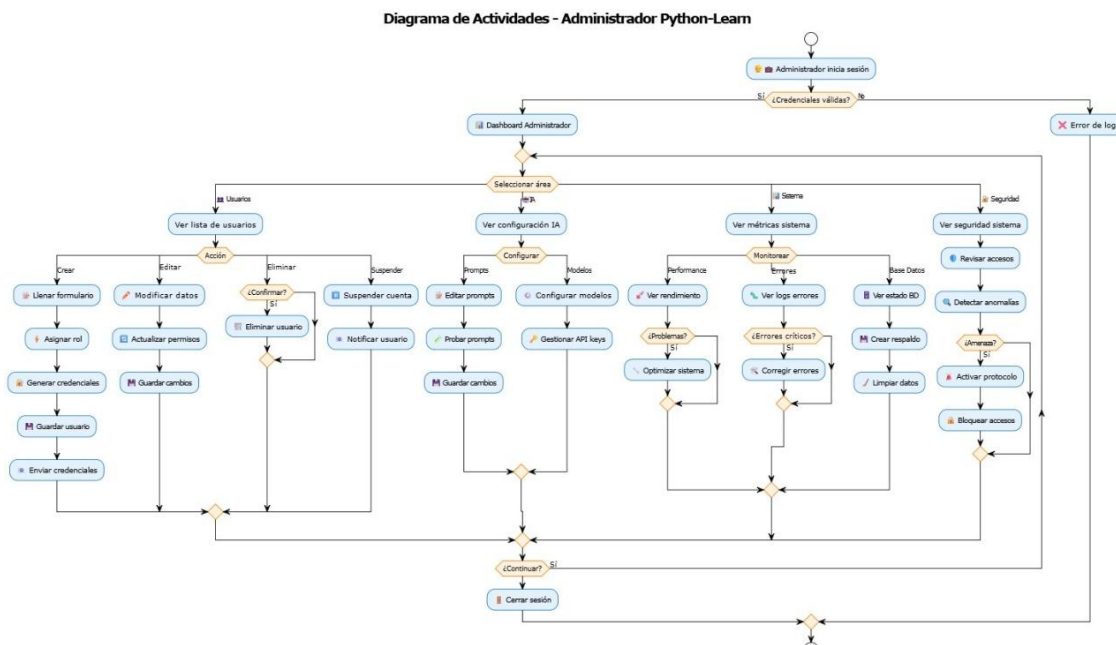 Diagrama de Actividades - Administrador Python-Learn
Administrador inicia sesión
Sí
¿Credenciales válidas?
No
Dashboard Administrador
Error de log
Seleccionar área
Usuarios
IA
Sistema
Seguridad
Ver lista de usuarios
Ver configuración IA
Ver métricas sistema
Ver seguridad sistema
Acción
Configurar
Monitorear
Revisar accesos
Crear
Editar
Eliminar
Suspender
Prompts
Modelos
Performance
Errores
Base Datos
Llenar formulario
Modificar datos
¿Confirmar?
Suspender cuenta
Editar prompts
Configurar modelos
Ver rendimiento
Ver logs errores
Ver estado BD
Detectar anomalías
Sí
Asignar rol
Actualizar permisos
Eliminar usuario
Notificar usuario
Probar prompts
Gestionar API keys
¿Problemas?
¿Errores críticos?
Crear respaldo
¿Amenaza?
Sí
Sí
Sí
Generar credenciales
Guardar cambios
Guardar cambios
Optimizar sistema
Corregir errores
Limpiar datos
Activar protocolo
Guardar usuario
Bloquear accesos
Enviar credenciales
¿Continuar?
Sí
Cerrar sesión